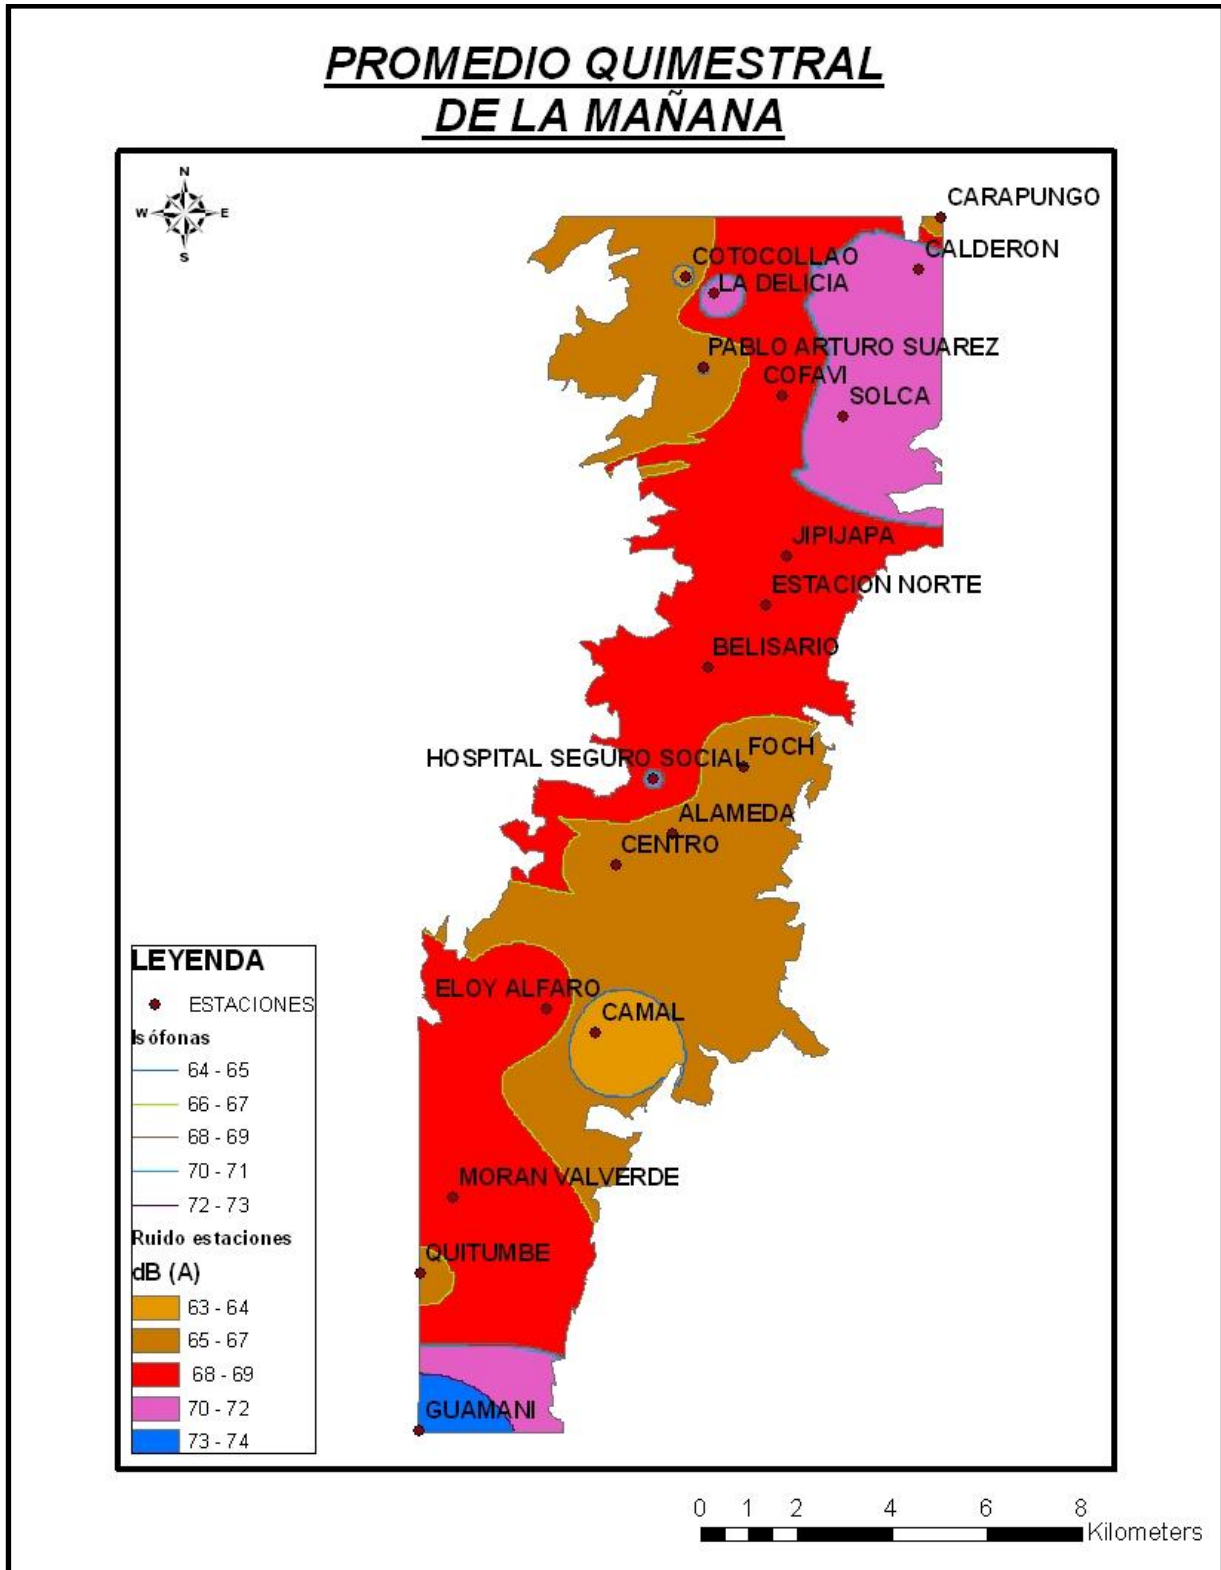 PROMEDIO QUIMESTRAL
DE LA MAÑANA
N
W
E
S
CARAPUNGO
CALDERON
COTOCOLLAO
LA DELICIA
PABLO ARTURO SUAREZ
COFAVI
SOLCA
JIPIJAPA
ESTACION NORTE
BELISARIO
FOCH
HOSPITAL SEGURO SOCIAL
ALAMEDA
CENTRO
ELOY ALFARO
CAMAL
MORAN VALVERDE
QUITUMBE
GUAMANI
LEYENDA
ESTACIONES
Isófonas
64 - 65
66 - 67
68 - 69
70 - 71
72 - 73
Ruido estaciones
dB (A)
63 - 64
65 - 67
68 - 69
70 - 72
73 - 74
0 1 2 4 6 8
Kilometers